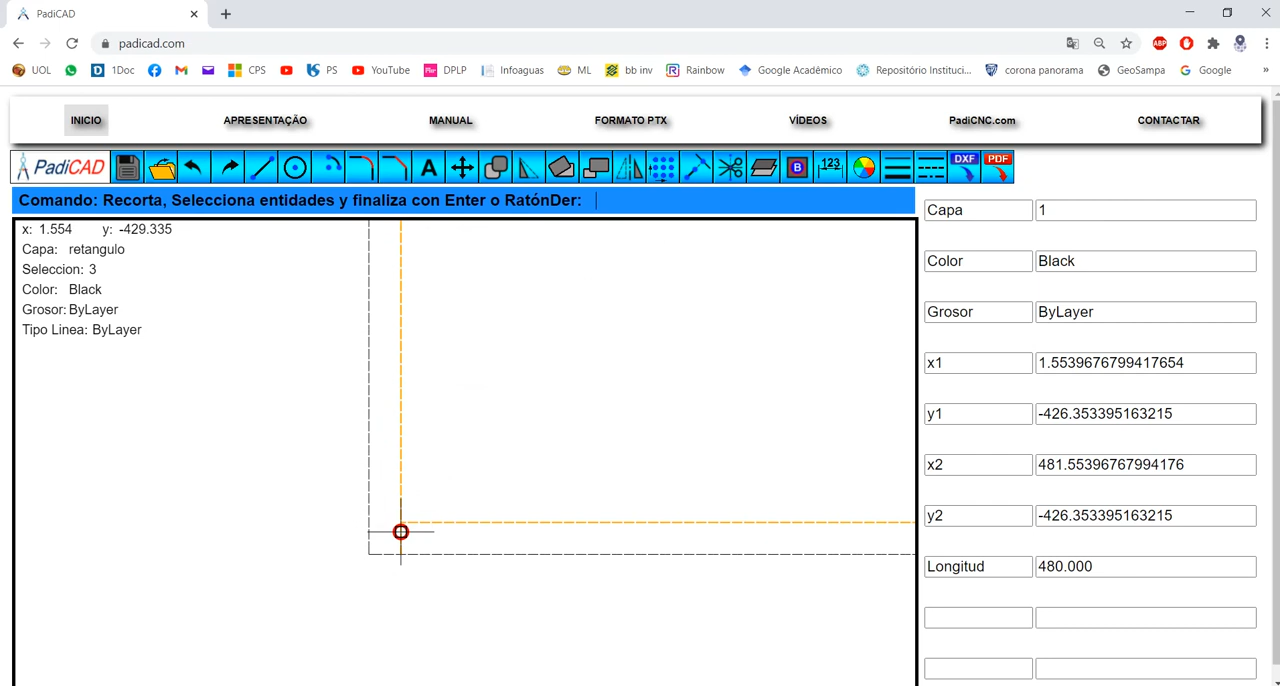 PadiCAD
padicad.com
UOL 1Doc CPS PS YouTube DPLP Infoaguas ML bb inv Rainbow Google Acadêmico Repositório Instituci... corona panorama GeoSampa Google »
INICIO APRESENTAÇÃO MANUAL FORMATO PTX VÍDEOS PadiCNC.com CONTACTAR
PadiCAD A B 123 DXF PDF
Comando: Recorta, Selecciona entidades y finaliza con Enter o RatónDer:
x: 1.554 y: -429.335
Capa: retangulo
Seleccion: 3
Color: Black
Grosor: ByLayer
Tipo Linea: ByLayer
Capa 1
Color Black
Grosor ByLayer
x1 1.5539676799417654
y1 -426.353395163215
x2 481.55396767994176
y2 -426.353395163215
Longitud 480.000